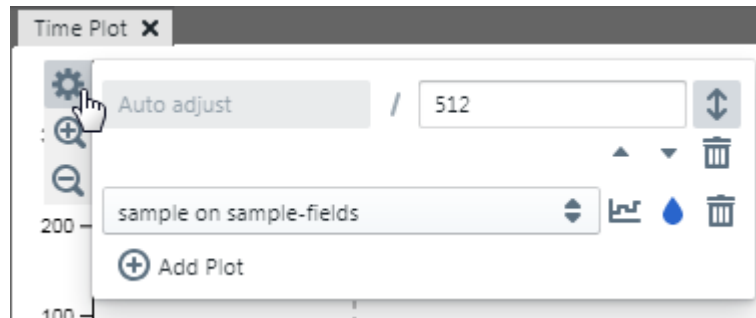 Time Plot
Auto adjust / 512
sample on sample-fields
200
Add Plot
100